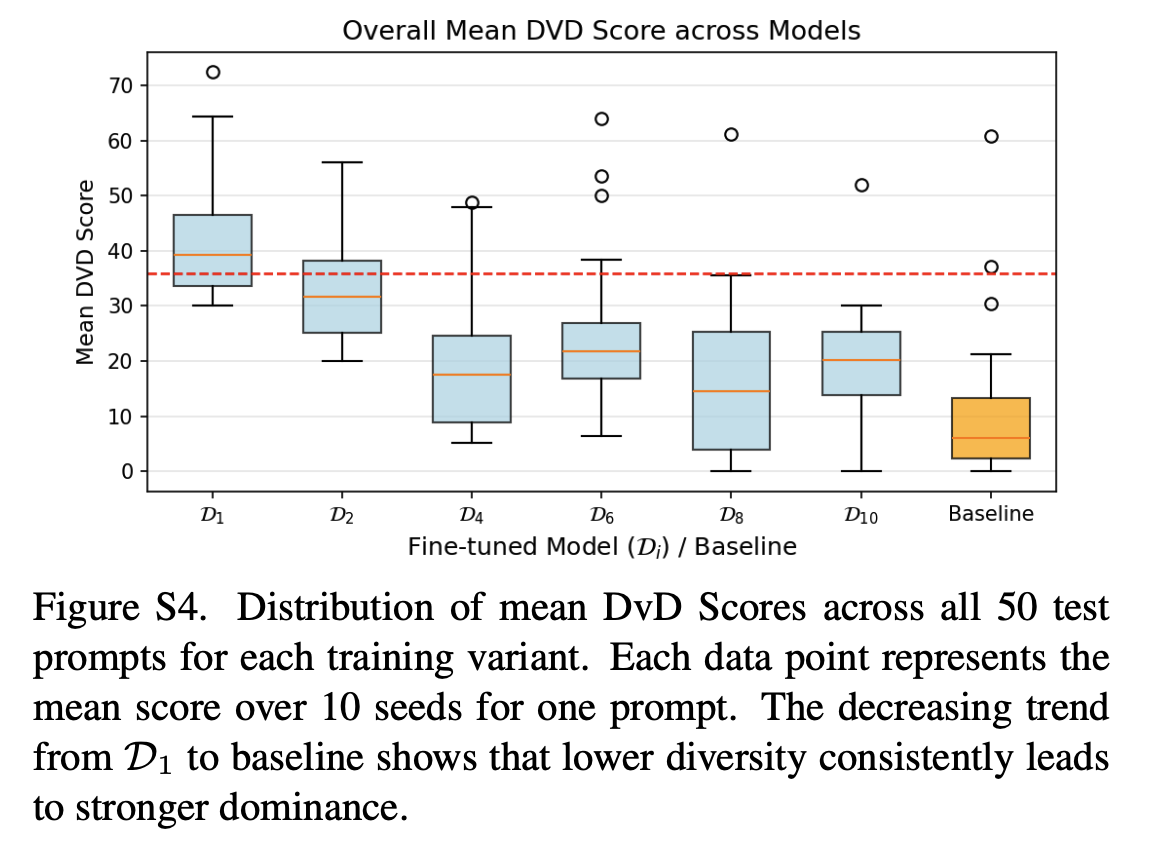 Overall Mean DVD Score across Models
Mean DVD Score
70
60
50
40
30
20
10
0
𝒟₁ 𝒟₂ 𝒟₄ 𝒟₆ 𝒟₈ 𝒟₁₀ Baseline
Fine-tuned Model (𝒟ᵢ) / Baseline
Figure S4. Distribution of mean DvD Scores across all 50 test
prompts for each training variant. Each data point represents the
mean score over 10 seeds for one prompt. The decreasing trend
from 𝒟₁ to baseline shows that lower diversity consistently leads
to stronger dominance.